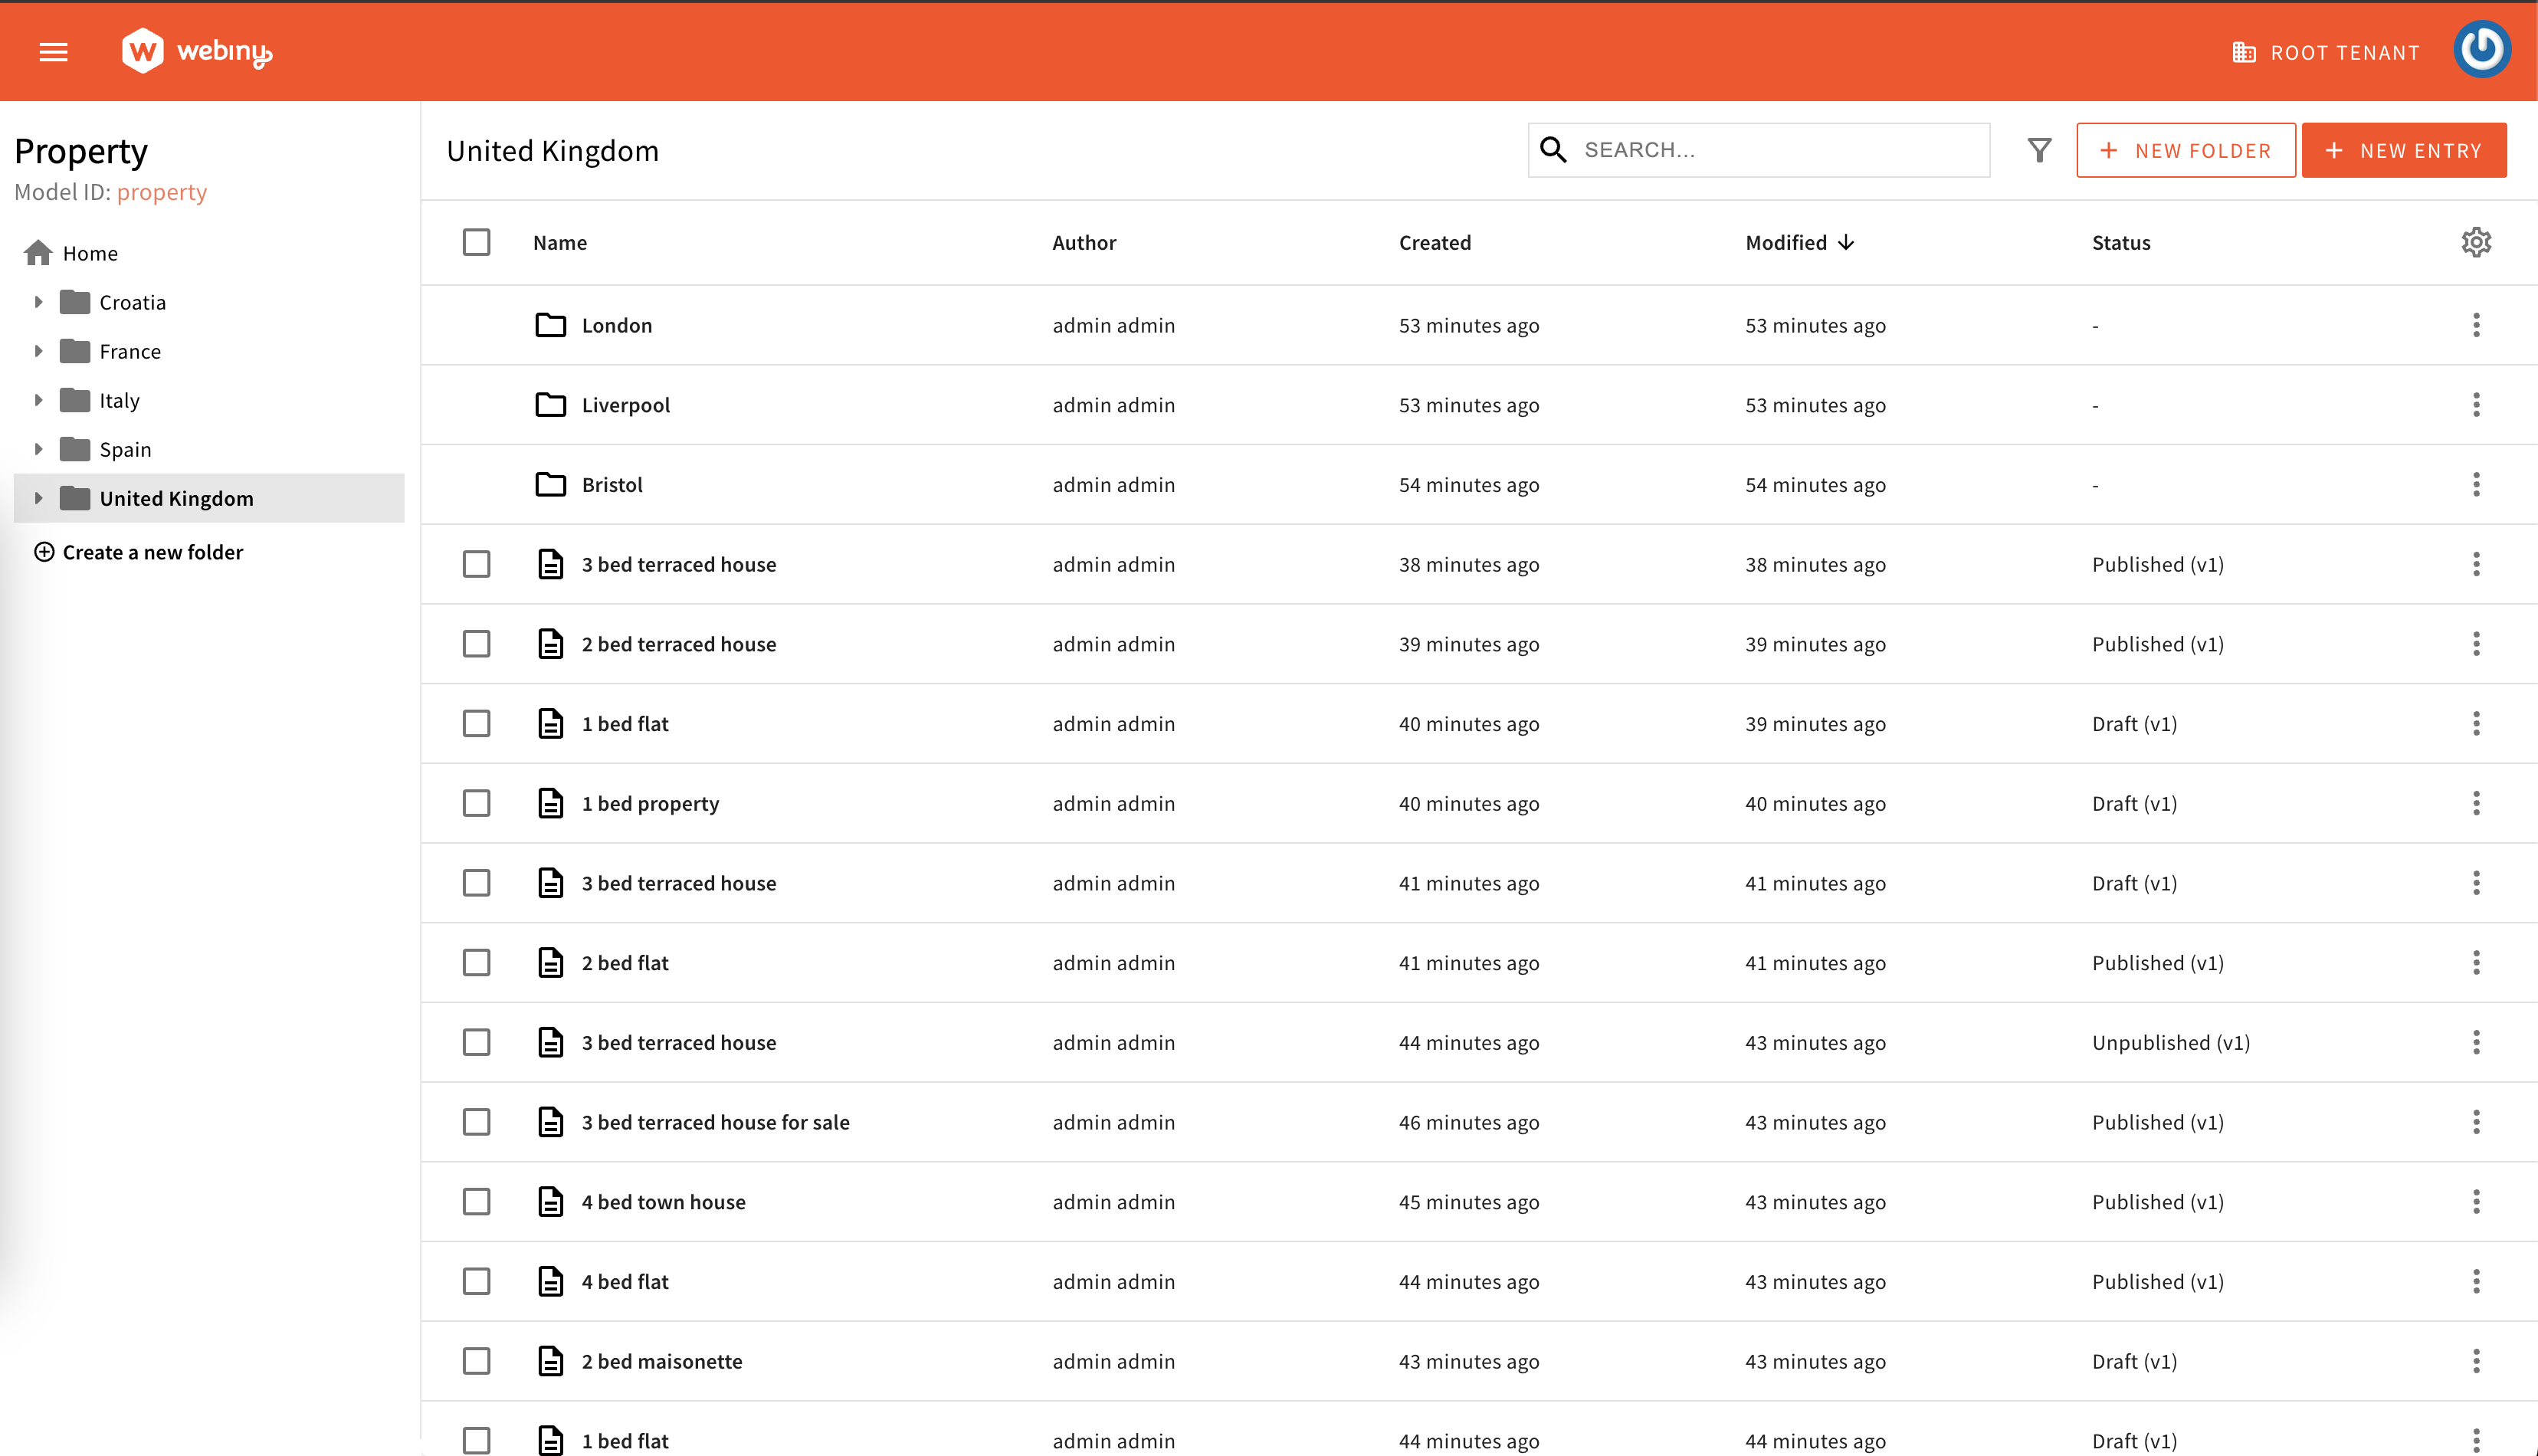 webiny
ROOT TENANT
Property
Model ID: property
Home
Croatia
France
Italy
Spain
United Kingdom
Create a new folder
United Kingdom
SEARCH...
+ NEW FOLDER
+ NEW ENTRY
Name Author Created Modified Status
London admin admin 53 minutes ago 53 minutes ago -
Liverpool admin admin 53 minutes ago 53 minutes ago -
Bristol admin admin 54 minutes ago 54 minutes ago -
3 bed terraced house admin admin 38 minutes ago 38 minutes ago Published (v1)
2 bed terraced house admin admin 39 minutes ago 39 minutes ago Published (v1)
1 bed flat admin admin 40 minutes ago 39 minutes ago Draft (v1)
1 bed property admin admin 40 minutes ago 40 minutes ago Draft (v1)
3 bed terraced house admin admin 41 minutes ago 41 minutes ago Draft (v1)
2 bed flat admin admin 41 minutes ago 41 minutes ago Published (v1)
3 bed terraced house admin admin 44 minutes ago 43 minutes ago Unpublished (v1)
3 bed terraced house for sale admin admin 46 minutes ago 43 minutes ago Published (v1)
4 bed town house admin admin 45 minutes ago 43 minutes ago Published (v1)
4 bed flat admin admin 44 minutes ago 43 minutes ago Published (v1)
2 bed maisonette admin admin 43 minutes ago 43 minutes ago Draft (v1)
1 bed flat admin admin 44 minutes ago 44 minutes ago Draft (v1)